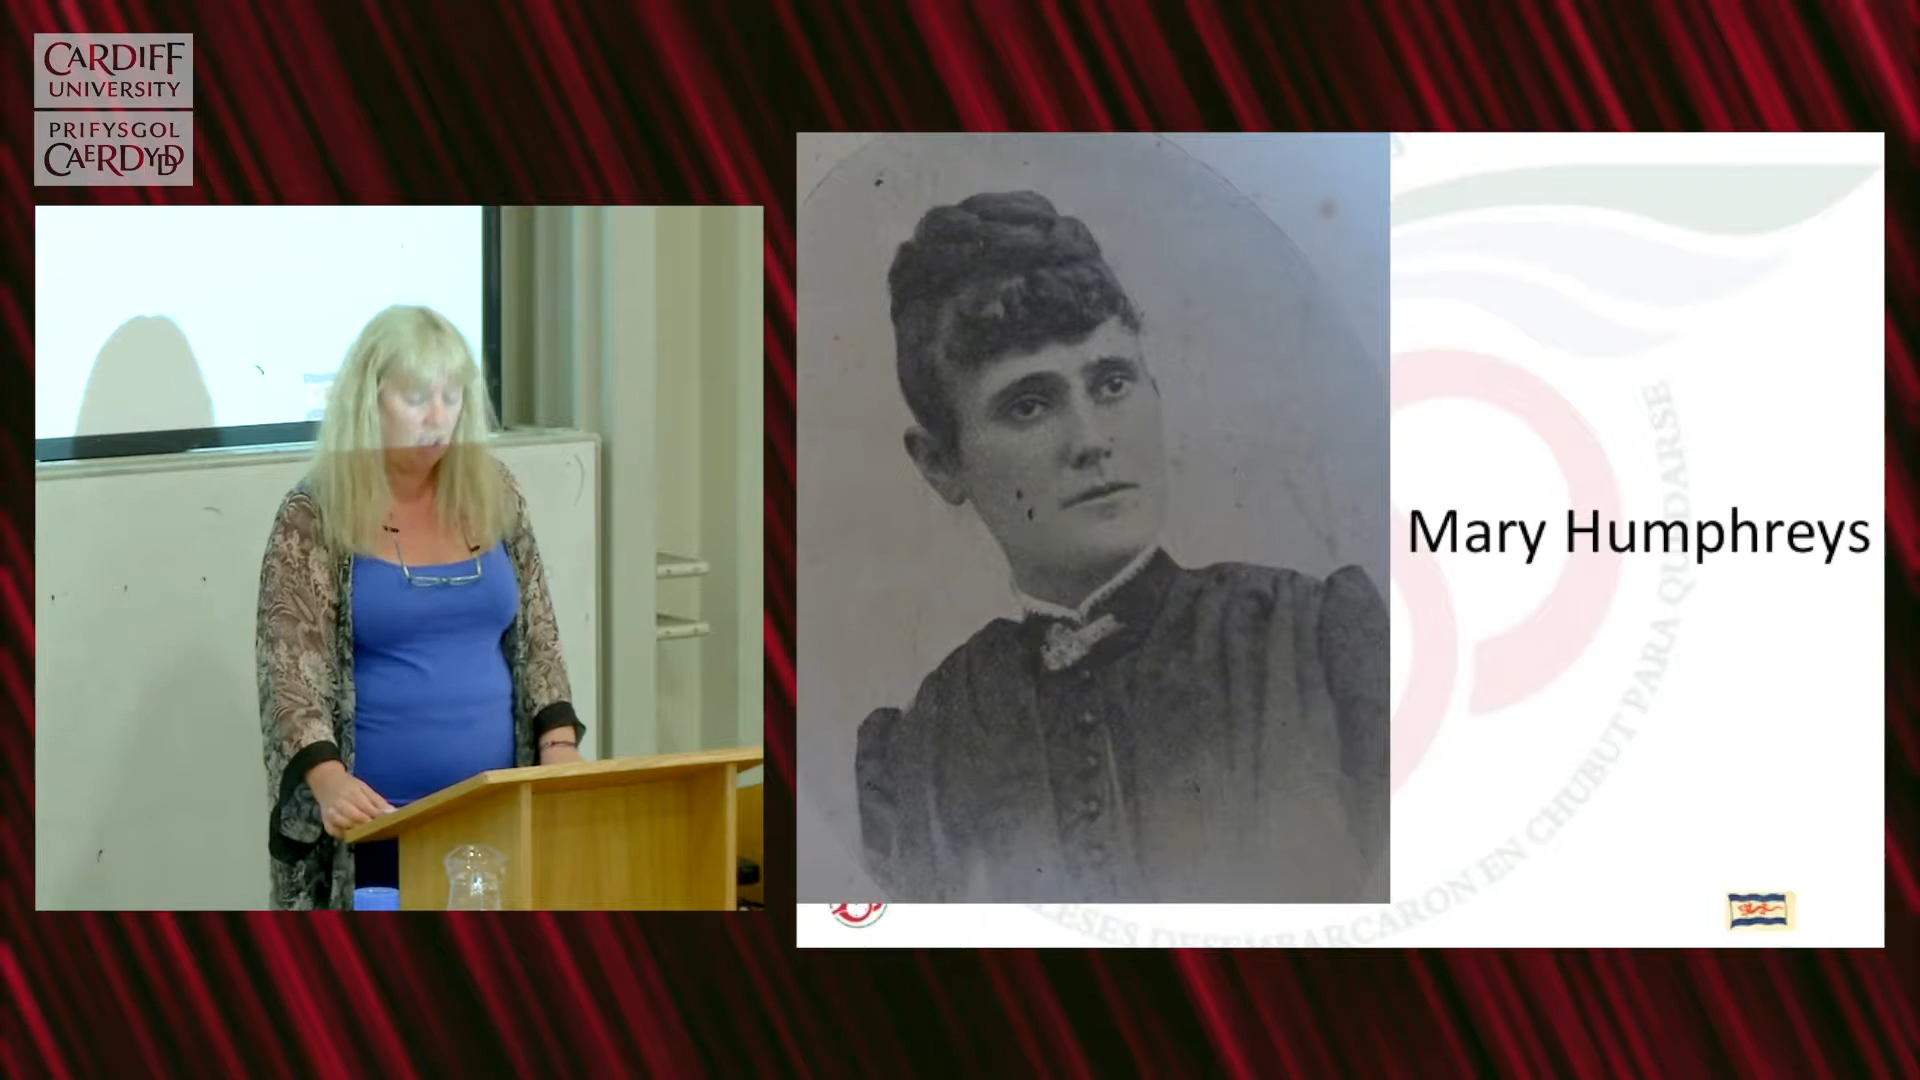 CARDIFF
UNIVERSITY
PRIFYSGOL
CAERDYDD
Mary Humphreys
DESEMBARCARON EN CHUBUT PARA QUEDARSE